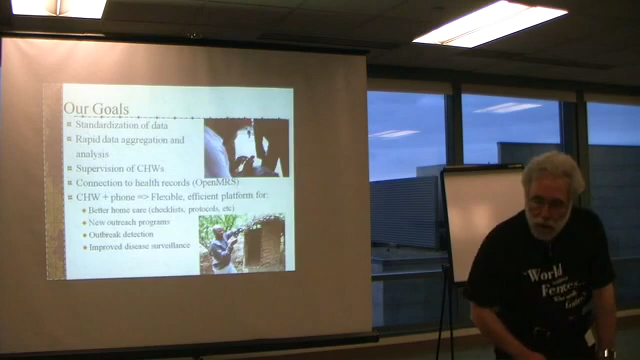 Our Goals
Standardization of data
Rapid data aggregation and
analysis
Supervision of CHWs
Connection to health records (OpenMRS)
CHW + phone => Flexible, efficient platform for:
Better home care (checklists, protocols, etc)
New outreach programs
Outbreak detection
Improved disease surveillance
"World
Fences